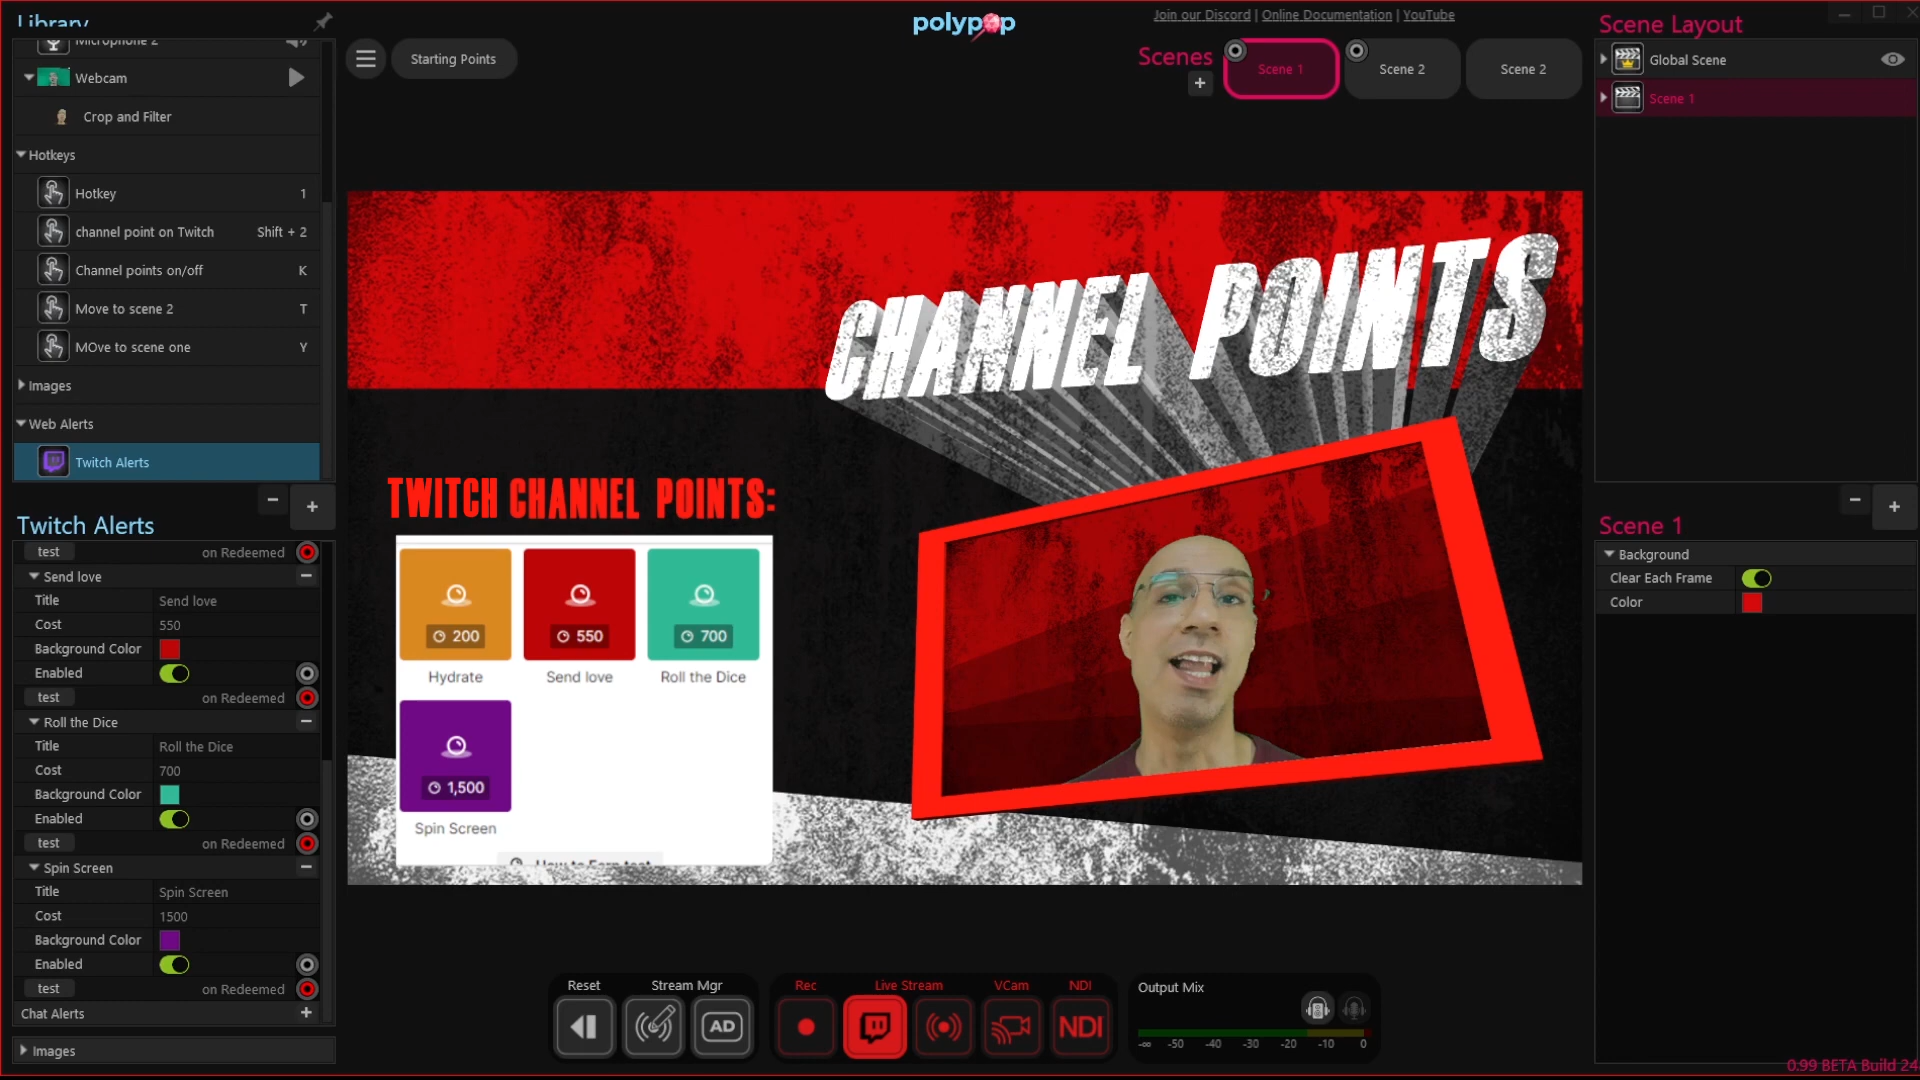 Library
polypop
Join our Discord | Online Documentation | YouTube
Scene Layout
Microphone 2
Starting Points
Scenes
+
Scene 1
Scene 2
Scene 2
Global Scene
Scene 1
Webcam
Crop and Filter
Hotkeys
Hotkey 1
channel point on Twitch Shift + 2
Channel points on/off K
Move to scene 2 T
MOve to scene one Y
Images
Web Alerts
Twitch Alerts
CHANNEL POINTS
TWITCH CHANNEL POINTS:
200
550
700
Hydrate
Send love
Roll the Dice
1,500
Spin Screen
Twitch Alerts
test on Redeemed
Send love
Title Send love
Cost 550
Background Color
Enabled
test on Redeemed
Roll the Dice
Title Roll the Dice
Cost 700
Background Color
Enabled
test on Redeemed
Spin Screen
Title Spin Screen
Cost 1500
Background Color
Enabled
test on Redeemed
Chat Alerts +
Images
Scene 1
Background
Clear Each Frame
Color
Reset
Stream Mgr
AD
Rec
Live Stream
VCam
NDI
NDI
Output Mix
-∞ -50 -40 -30 -20 -10 0
0.99 BETA Build 24